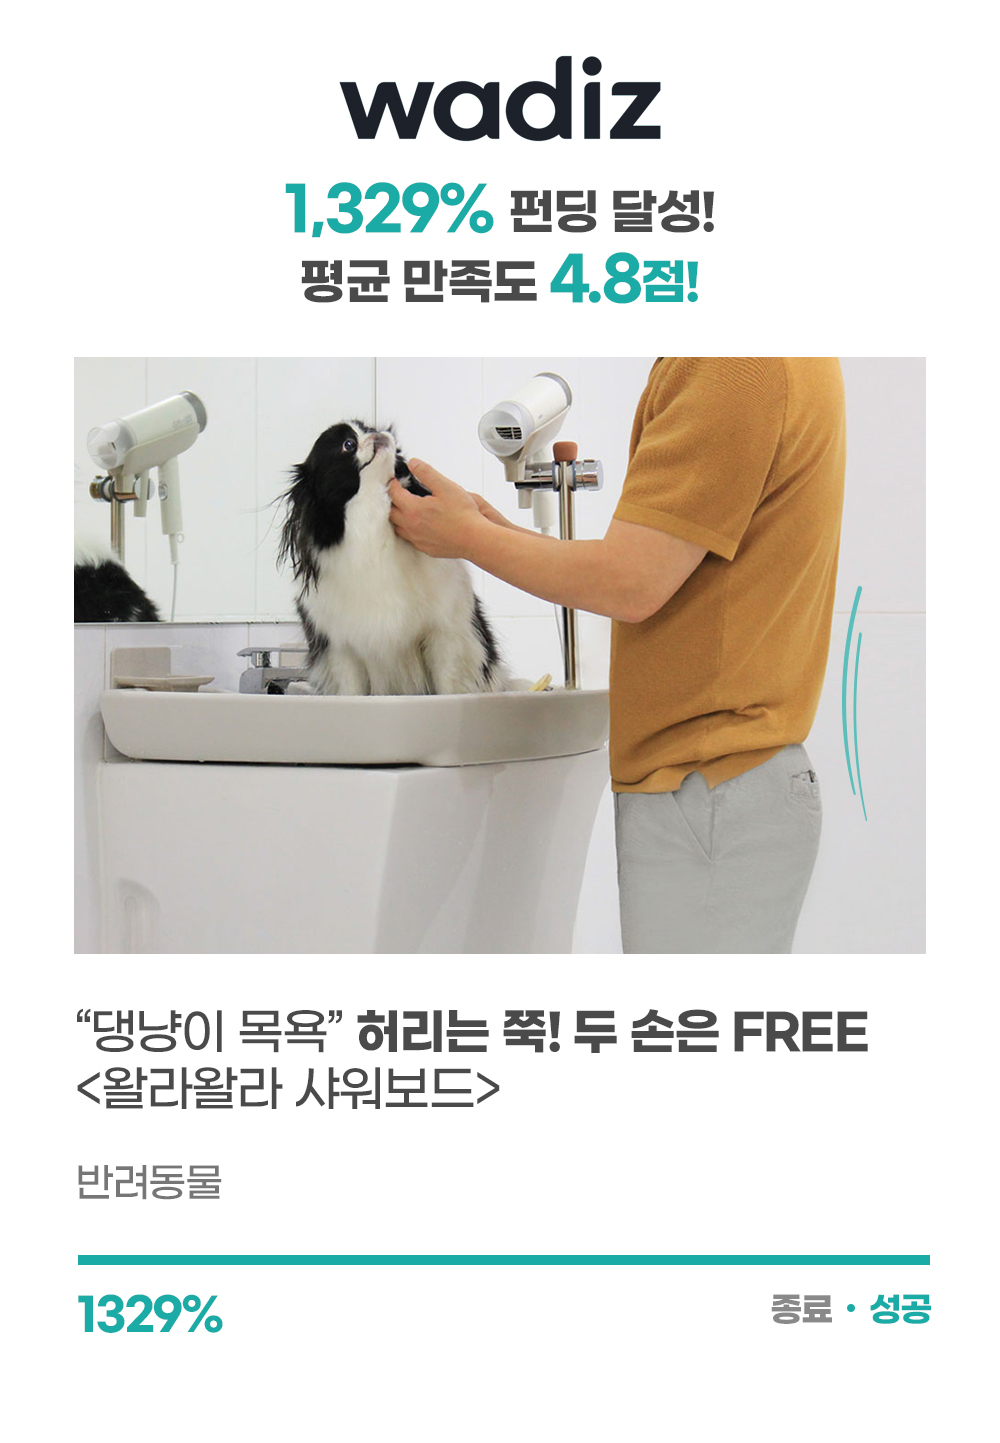 wadiz
1,329% 펀딩 달성!
평균 만족도 4.8점!
“댕냥이 목욕” 허리는 쭉! 두 손은 FREE
<왈라왈라 샤워보드>
반려동물
1329%
종료 · 성공